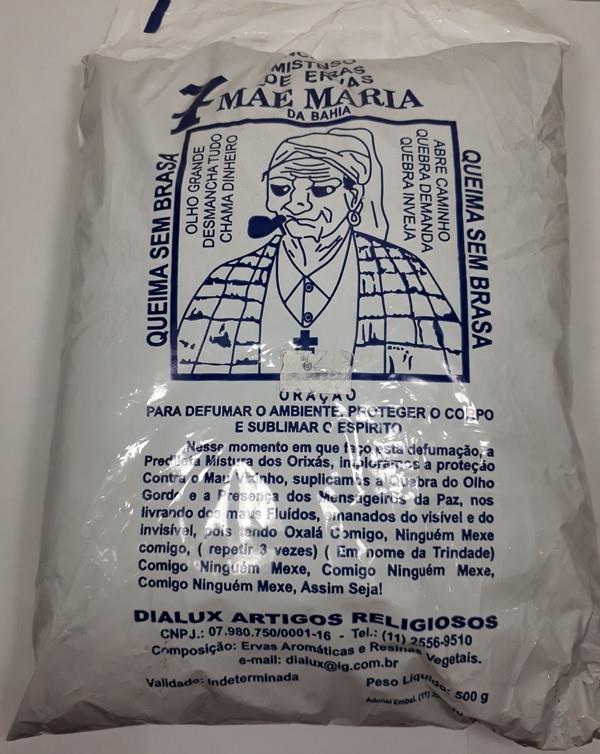 MISTUSO
DE ERVAS
7 MÃE MARIA
DA BAHIA
QUEIMA SEM BRASA
OLHO GRANDE
DESMANCHA TUDO
CHAMA DINHEIRO
ABRE CAMINHO
QUEBRA DEMANDA
QUEBRA INVEJA
QUEIMA SEM BRASA
ORAÇÃO
PARA DEFUMAR O AMBIENTE, PROTEGER O CORPO
E SUBLIMAR O ESPÍRITO
Nesse momento em que faço esta defumação, a
Predileta Mistura dos Orixás, imploramos a proteção
Contra o Mau Vizinho, suplicamos a Quebra do Olho
Gordo e a Presença dos Mensageiros da Paz, nos
livrando dos maus Fluídos, emanados do visível e do
invisível, pois tendo Oxalá Comigo, Ninguém Mexe
comigo, ( repetir 3 vezes) ( Em nome da Trindade)
Comigo Ninguém Mexe, Comigo Ninguém Mexe,
Comigo Ninguém Mexe, Assim Seja!
DIALUX ARTIGOS RELIGIOSOS
CNPJ.: 07.980.750/0001-16 - Tel.: (11) 2556-9510
Composição: Ervas Aromáticas e Resinas Vegetais.
e-mail: dialux@ig.com.br
Validade: Indeterminada
Peso Líquido: 500 g
Adonai Embal. (11)